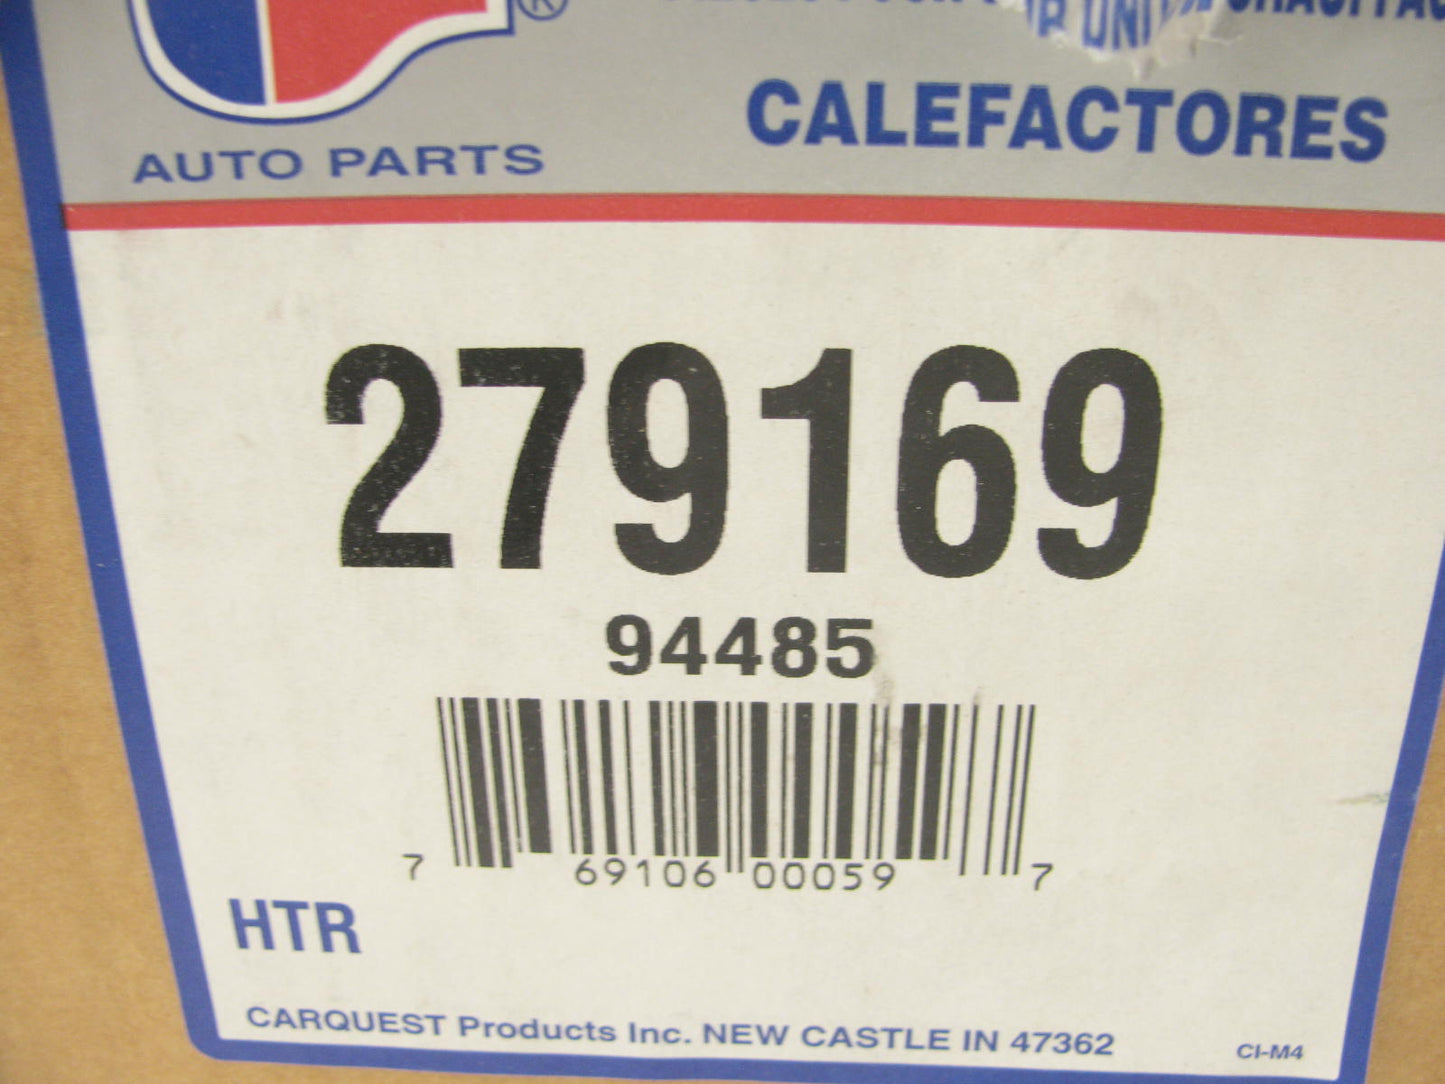 ®
CALEFACTORES
AUTO PARTS
279169
94485
7 69106 00059 7
HTR
CARQUEST Products Inc. NEW CASTLE IN 47362
CI-M4